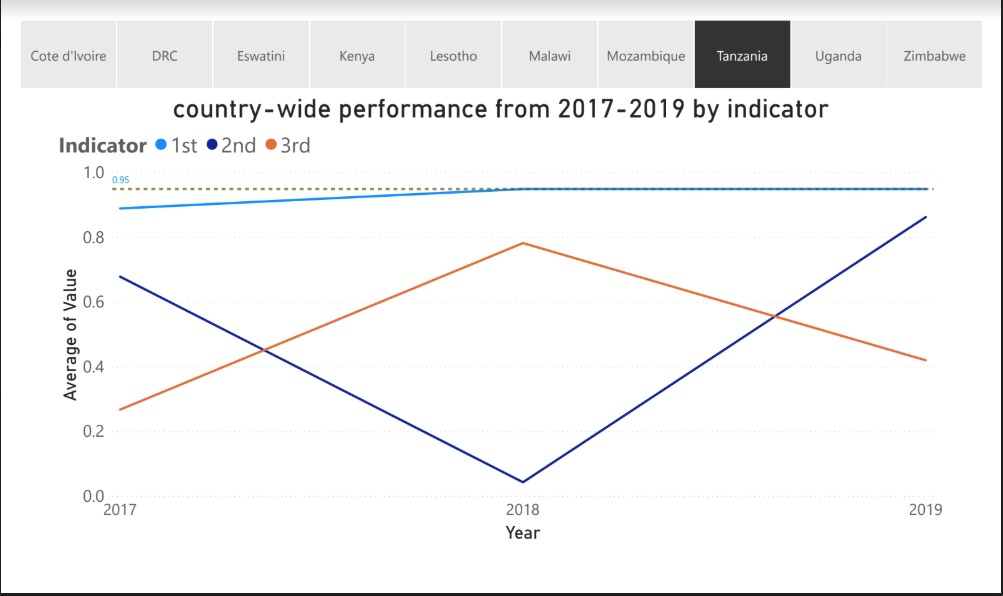 Cote d'Ivoire DRC Eswatini Kenya Lesotho Malawi Mozambique Tanzania Uganda Zimbabwe
country-wide performance from 2017-2019 by indicator
Indicator 1st 2nd 3rd
1.0
0.95
0.8
0.6
0.4
0.2
0.0
Average of Value
2017 2018 2019
Year